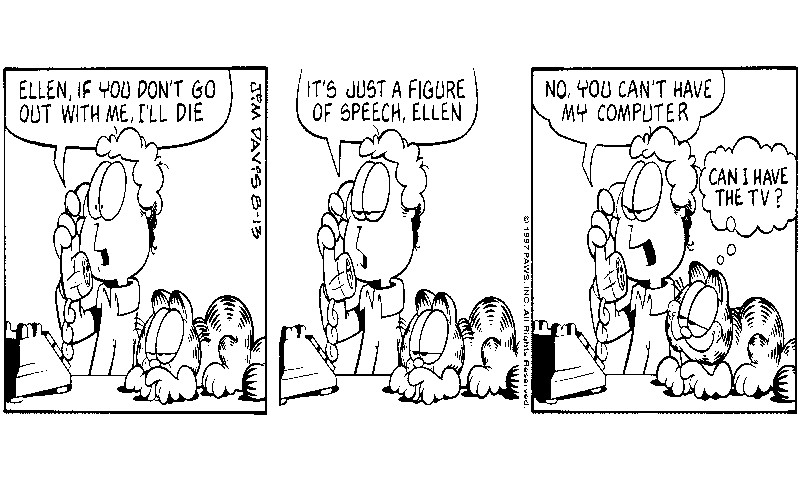 ELLEN, IF YOU DON'T GO
OUT WITH ME, I'LL DIE
JIM DAVIS 8-13
IT'S JUST A FIGURE
OF SPEECH, ELLEN
© 1997 PAWS, INC. All Rights Reserved.
NO, YOU CAN'T HAVE
MY COMPUTER
CAN I HAVE
THE TV?